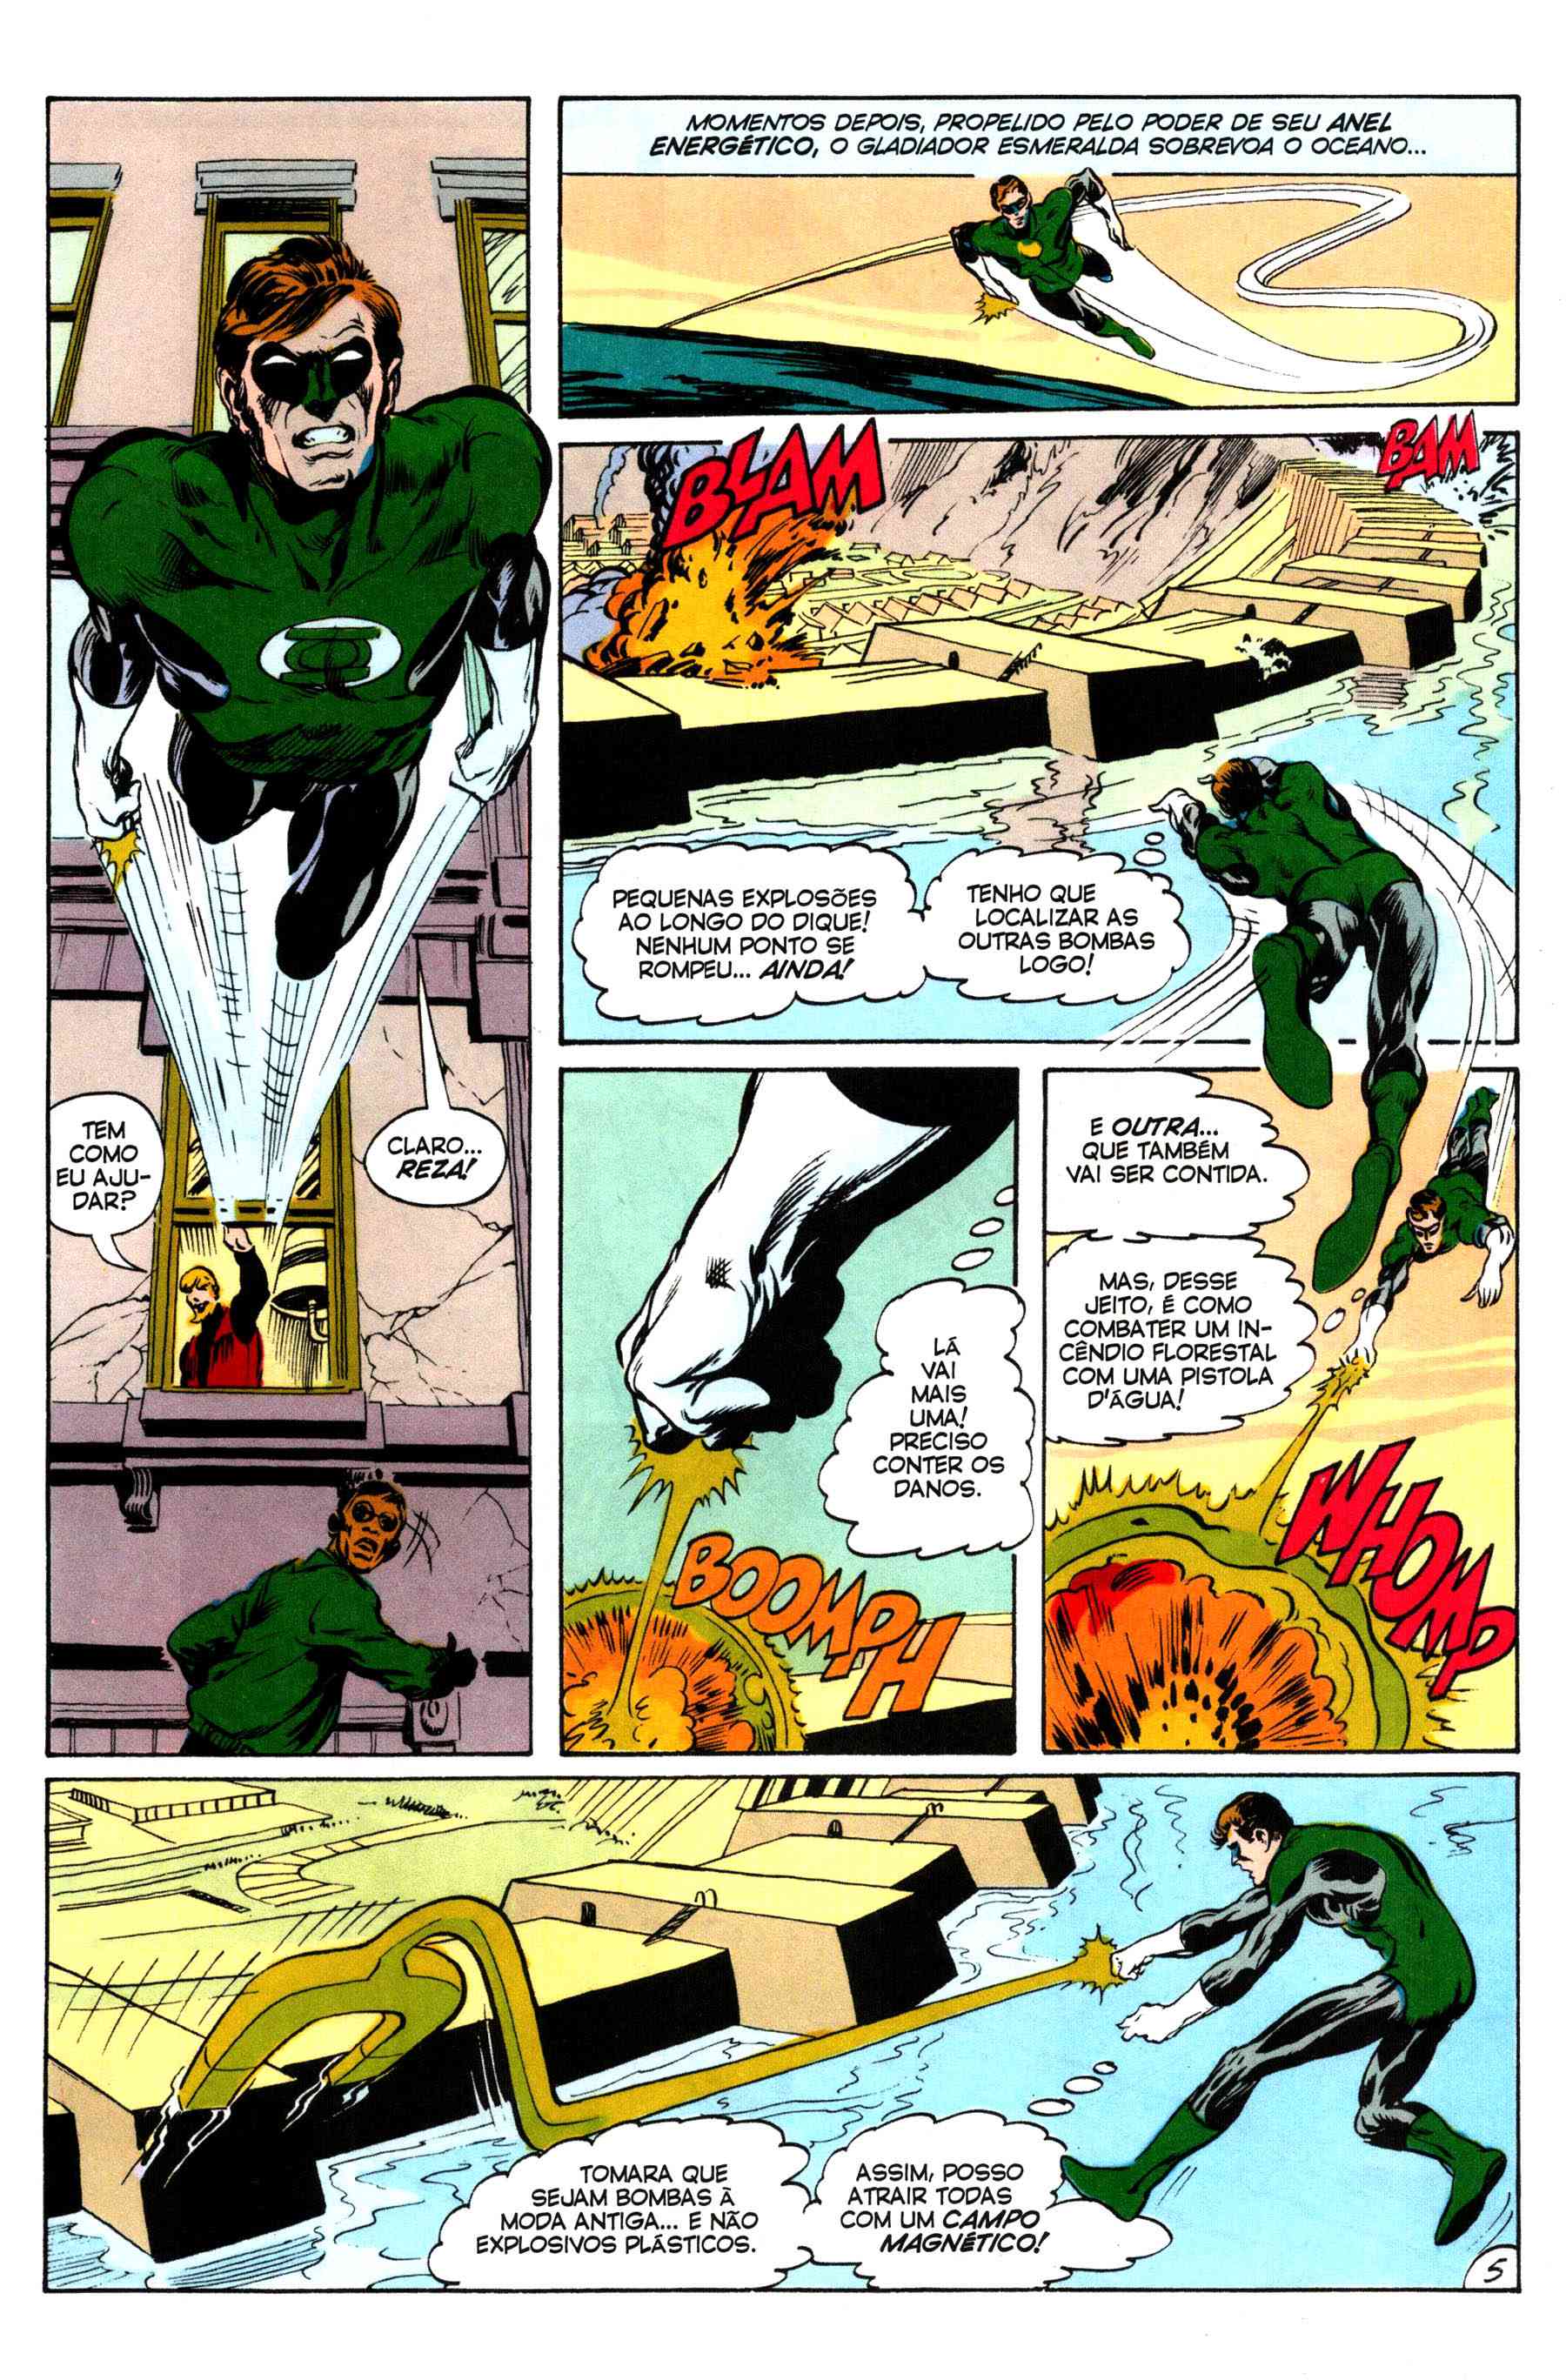 TEM
COMO
EU AJU-
DAR?
CLARO...
REZA!
MOMENTOS DEPOIS, PROPELIDO PELO PODER DE SEU ANEL
ENERGÉTICO, O GLADIADOR ESMERALDA SOBREVOA O OCEANO...
BLAM
BAM
PEQUENAS EXPLOSÕES
AO LONGO DO DIQUE!
NENHUM PONTO SE
ROMPEU... AINDA!
TENHO QUE
LOCALIZAR AS
OUTRAS BOMBAS
LOGO!
LÁ
VAI
MAIS
UMA!
PRECISO
CONTER OS
DANOS.
BOOMPH
E OUTRA...
QUE TAMBÉM
VAI SER CONTIDA.
MAS, DESSE
JEITO, É COMO
COMBATER UM IN-
CÊNDIO FLORESTAL
COM UMA PISTOLA
D'ÁGUA!
WHOMP
TOMARA QUE
SEJAM BOMBAS À
MODA ANTIGA... E NÃO
EXPLOSIVOS PLÁSTICOS.
ASSIM, POSSO
ATRAIR TODAS
COM UM CAMPO
MAGNÉTICO!
5